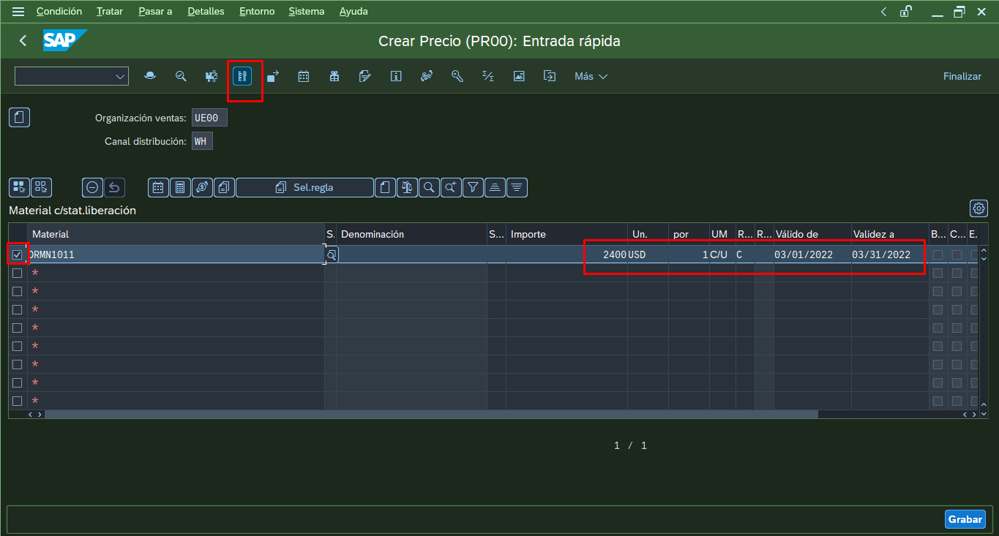 Condición Tratar Pasar a Detalles Entorno Sistema Ayuda
SAP Crear Precio (PR00): Entrada rápida
Más Finalizar
Organización ventas: UE00
Canal distribución: WH
Sel.regla
Material c/stat.liberación
Material S. Denominación S... Importe Un. por UM R... R... Válido de Validez a B... C... E.
ORMN1011 2400 USD 1 C/U C 03/01/2022 03/31/2022
*
*
*
*
*
*
*
*
1 / 1
Grabar